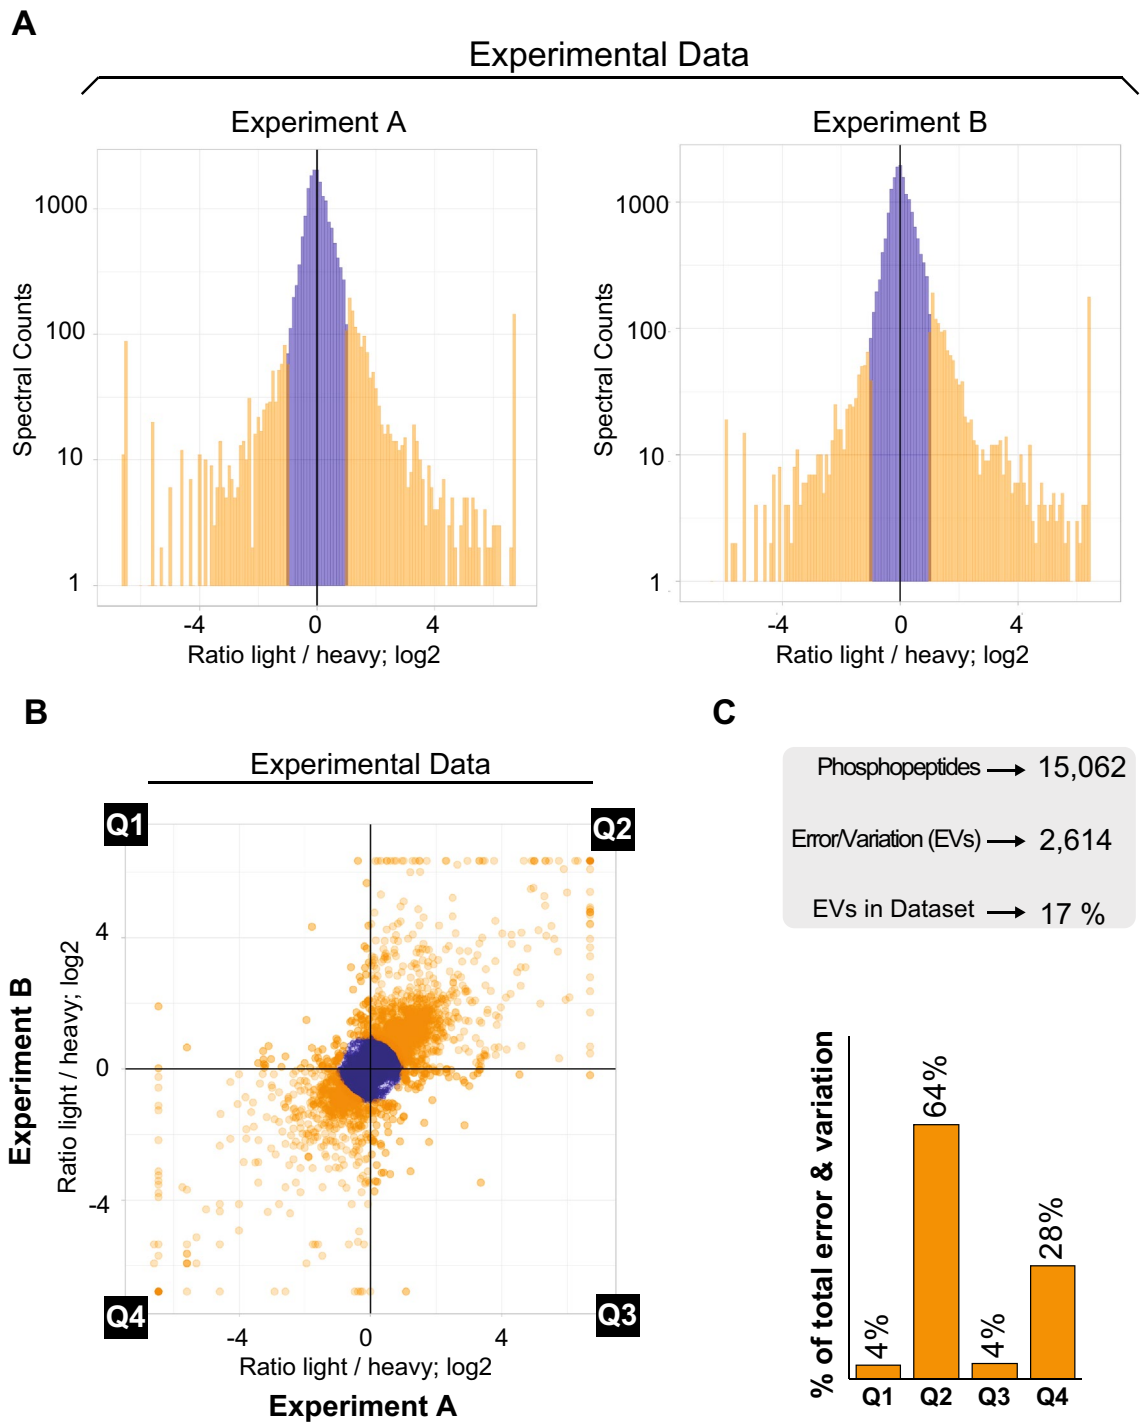 A
Experimental Data
Experiment A
Experiment B
Spectral Counts
1000
100
10
1
-4 0 4
Ratio light / heavy; log2
Spectral Counts
1000
100
10
1
-4 0 4
Ratio light / heavy; log2
B
Experimental Data
Q1
Q2
Experiment B
Ratio light / heavy; log2
4
0
-4
Q4
Q3
-4 0 4
Ratio light / heavy; log2
Experiment A
C
Phosphopeptides → 15,062
Error/Variation (EVs) → 2,614
EVs in Dataset → 17 %
% of total error & variation
4%
64%
4%
28%
Q1 Q2 Q3 Q4